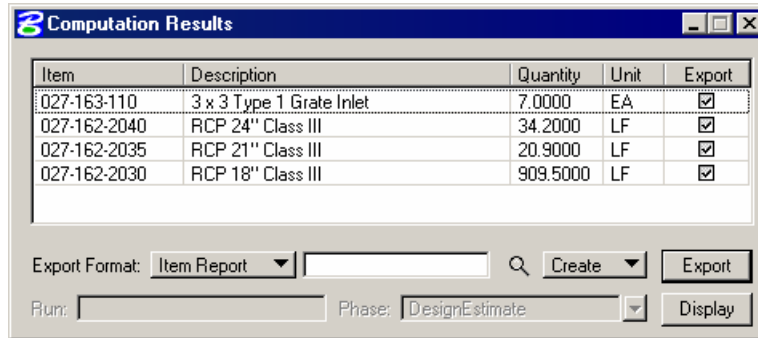 Computation Results
Item Description Quantity Unit Export
027-163-110 3 x 3 Type 1 Grate Inlet 7.0000 EA
027-162-2040 RCP 24" Class III 34.2000 LF
027-162-2035 RCP 21" Class III 20.9000 LF
027-162-2030 RCP 18" Class III 909.5000 LF
Export Format: Item Report Create Export
Run: Phase: DesignEstimate Display